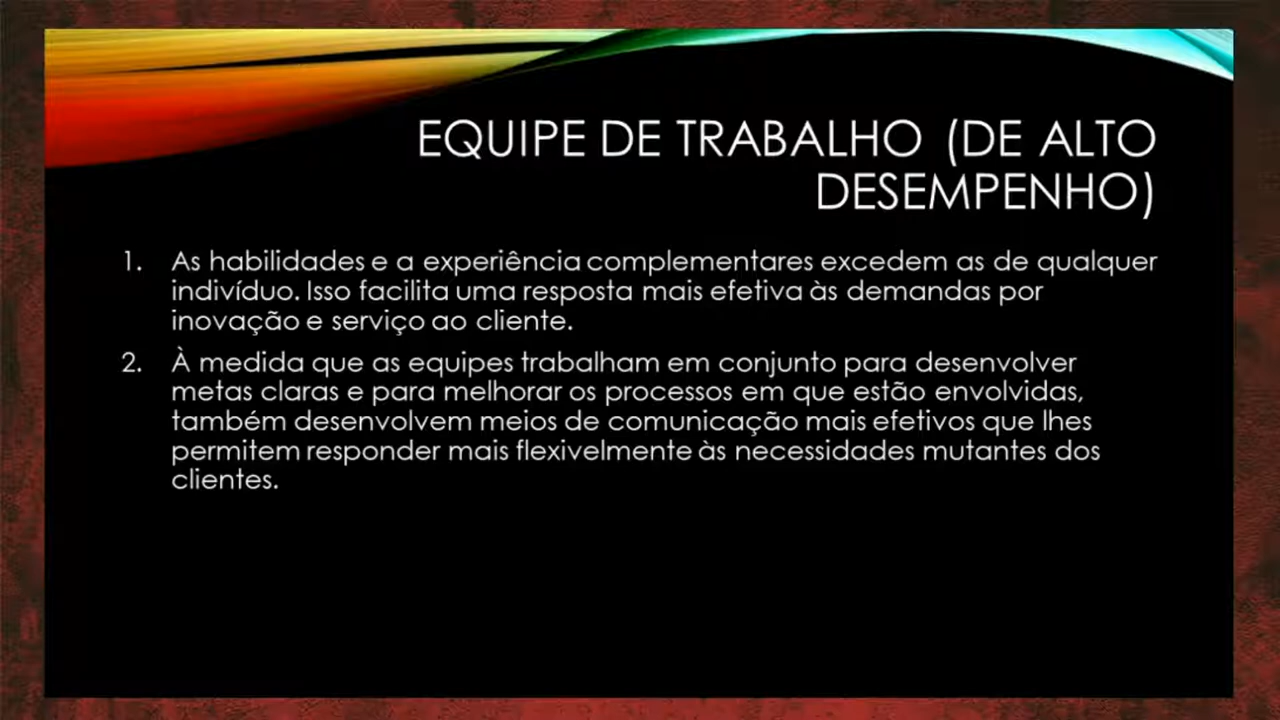 EQUIPE DE TRABALHO (DE ALTO
DESEMPENHO)
1. As habilidades e a experiência complementares excedem as de qualquer
indivíduo. Isso facilita uma resposta mais efetiva às demandas por
inovação e serviço ao cliente.
2. À medida que as equipes trabalham em conjunto para desenvolver
metas claras e para melhorar os processos em que estão envolvidas,
também desenvolvem meios de comunicação mais efetivos que lhes
permitem responder mais flexivelmente às necessidades mutantes dos
clientes.